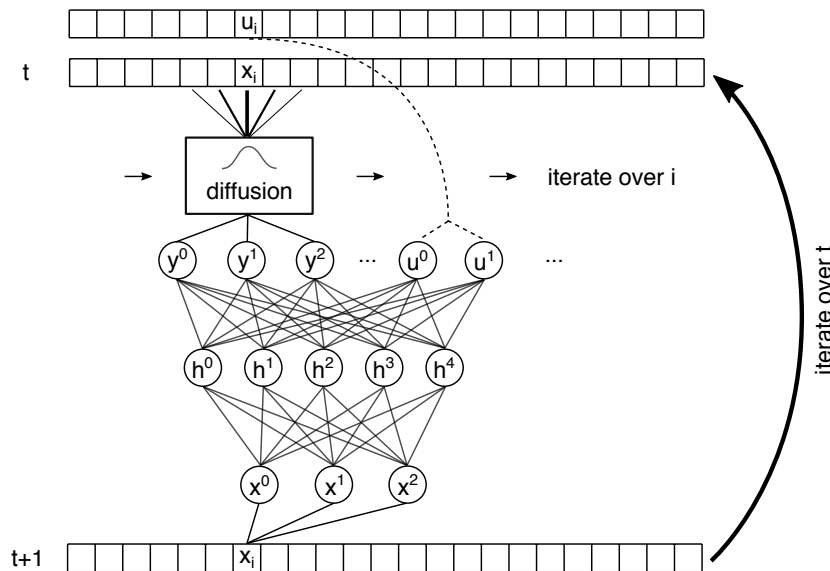 uᵢ
t xᵢ
diffusion iterate over i
y⁰ y¹ y² ... u⁰ u¹ ...
h⁰ h¹ h² h³ h⁴
x⁰ x¹ x²
t+1 xᵢ
iterate over t